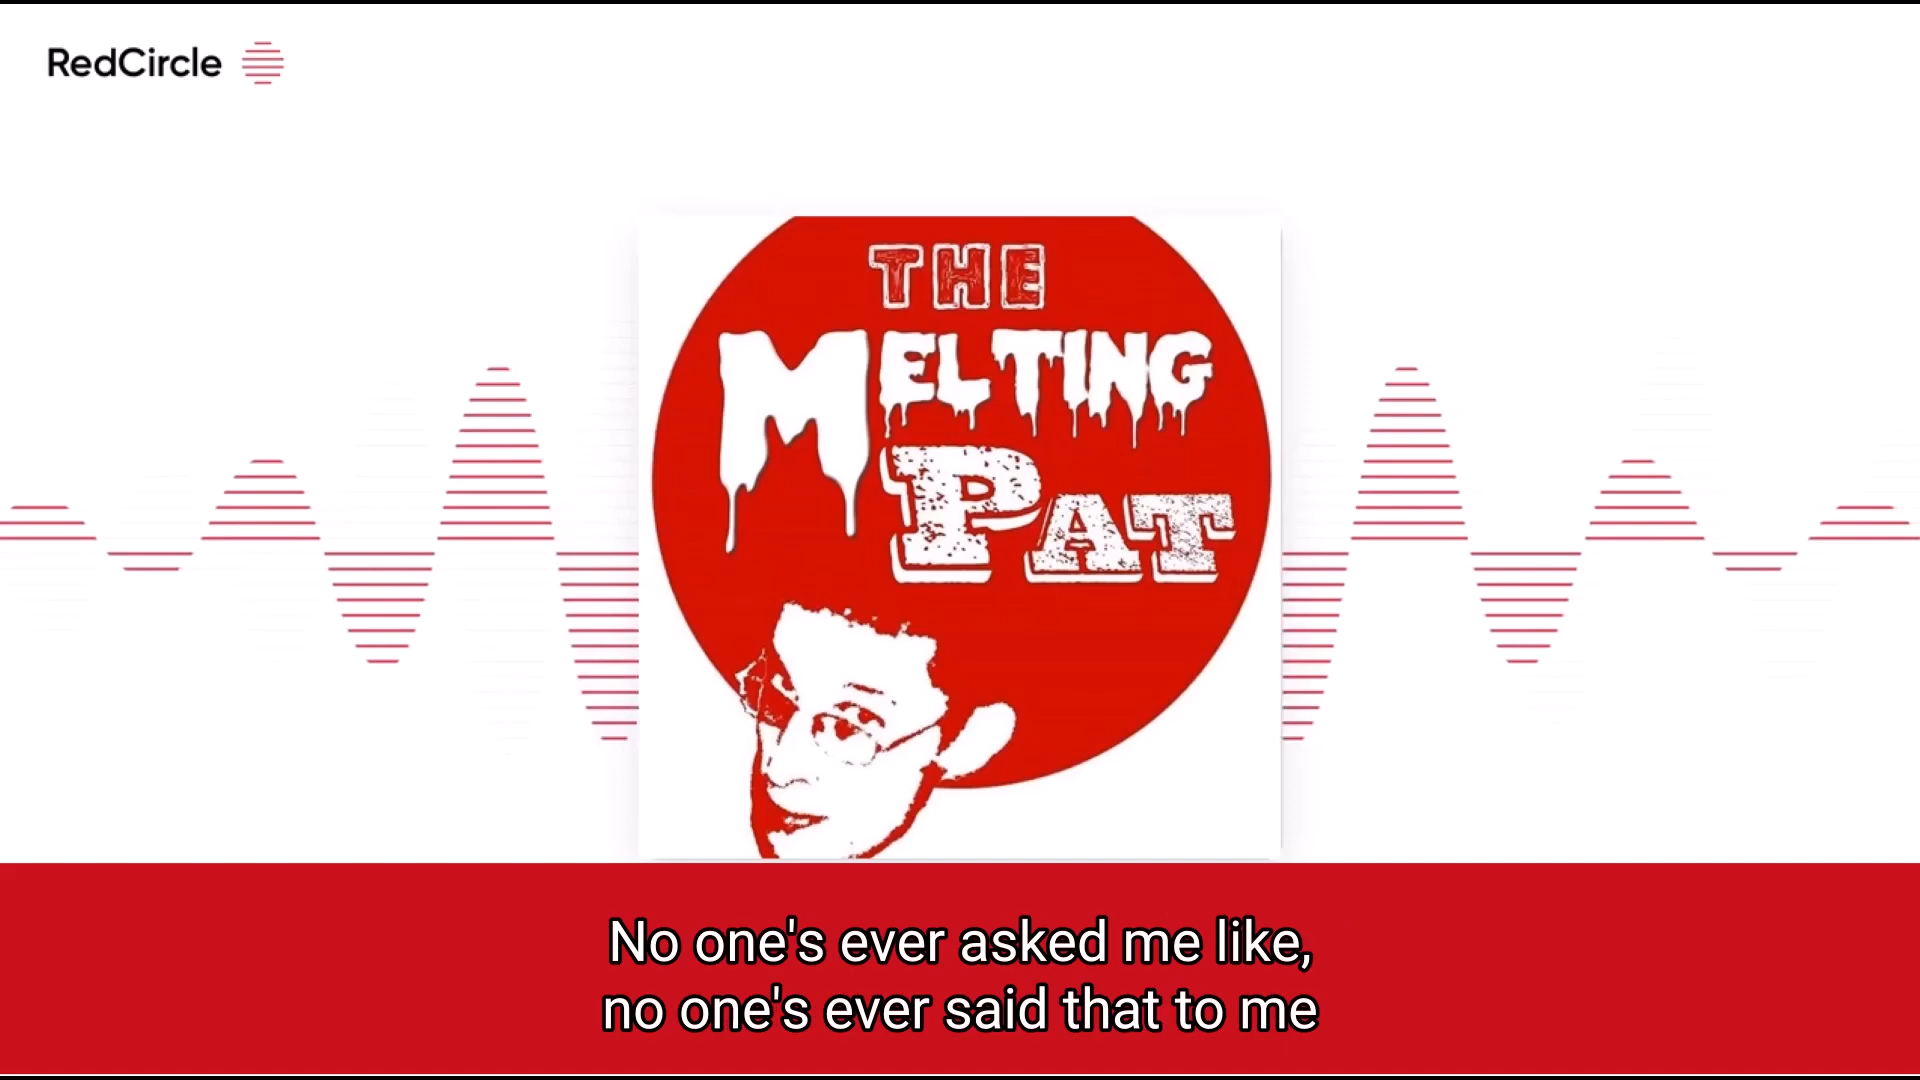 RedCircle
THE
MELTING
PAT
No one's ever asked me like,
no one's ever said that to me